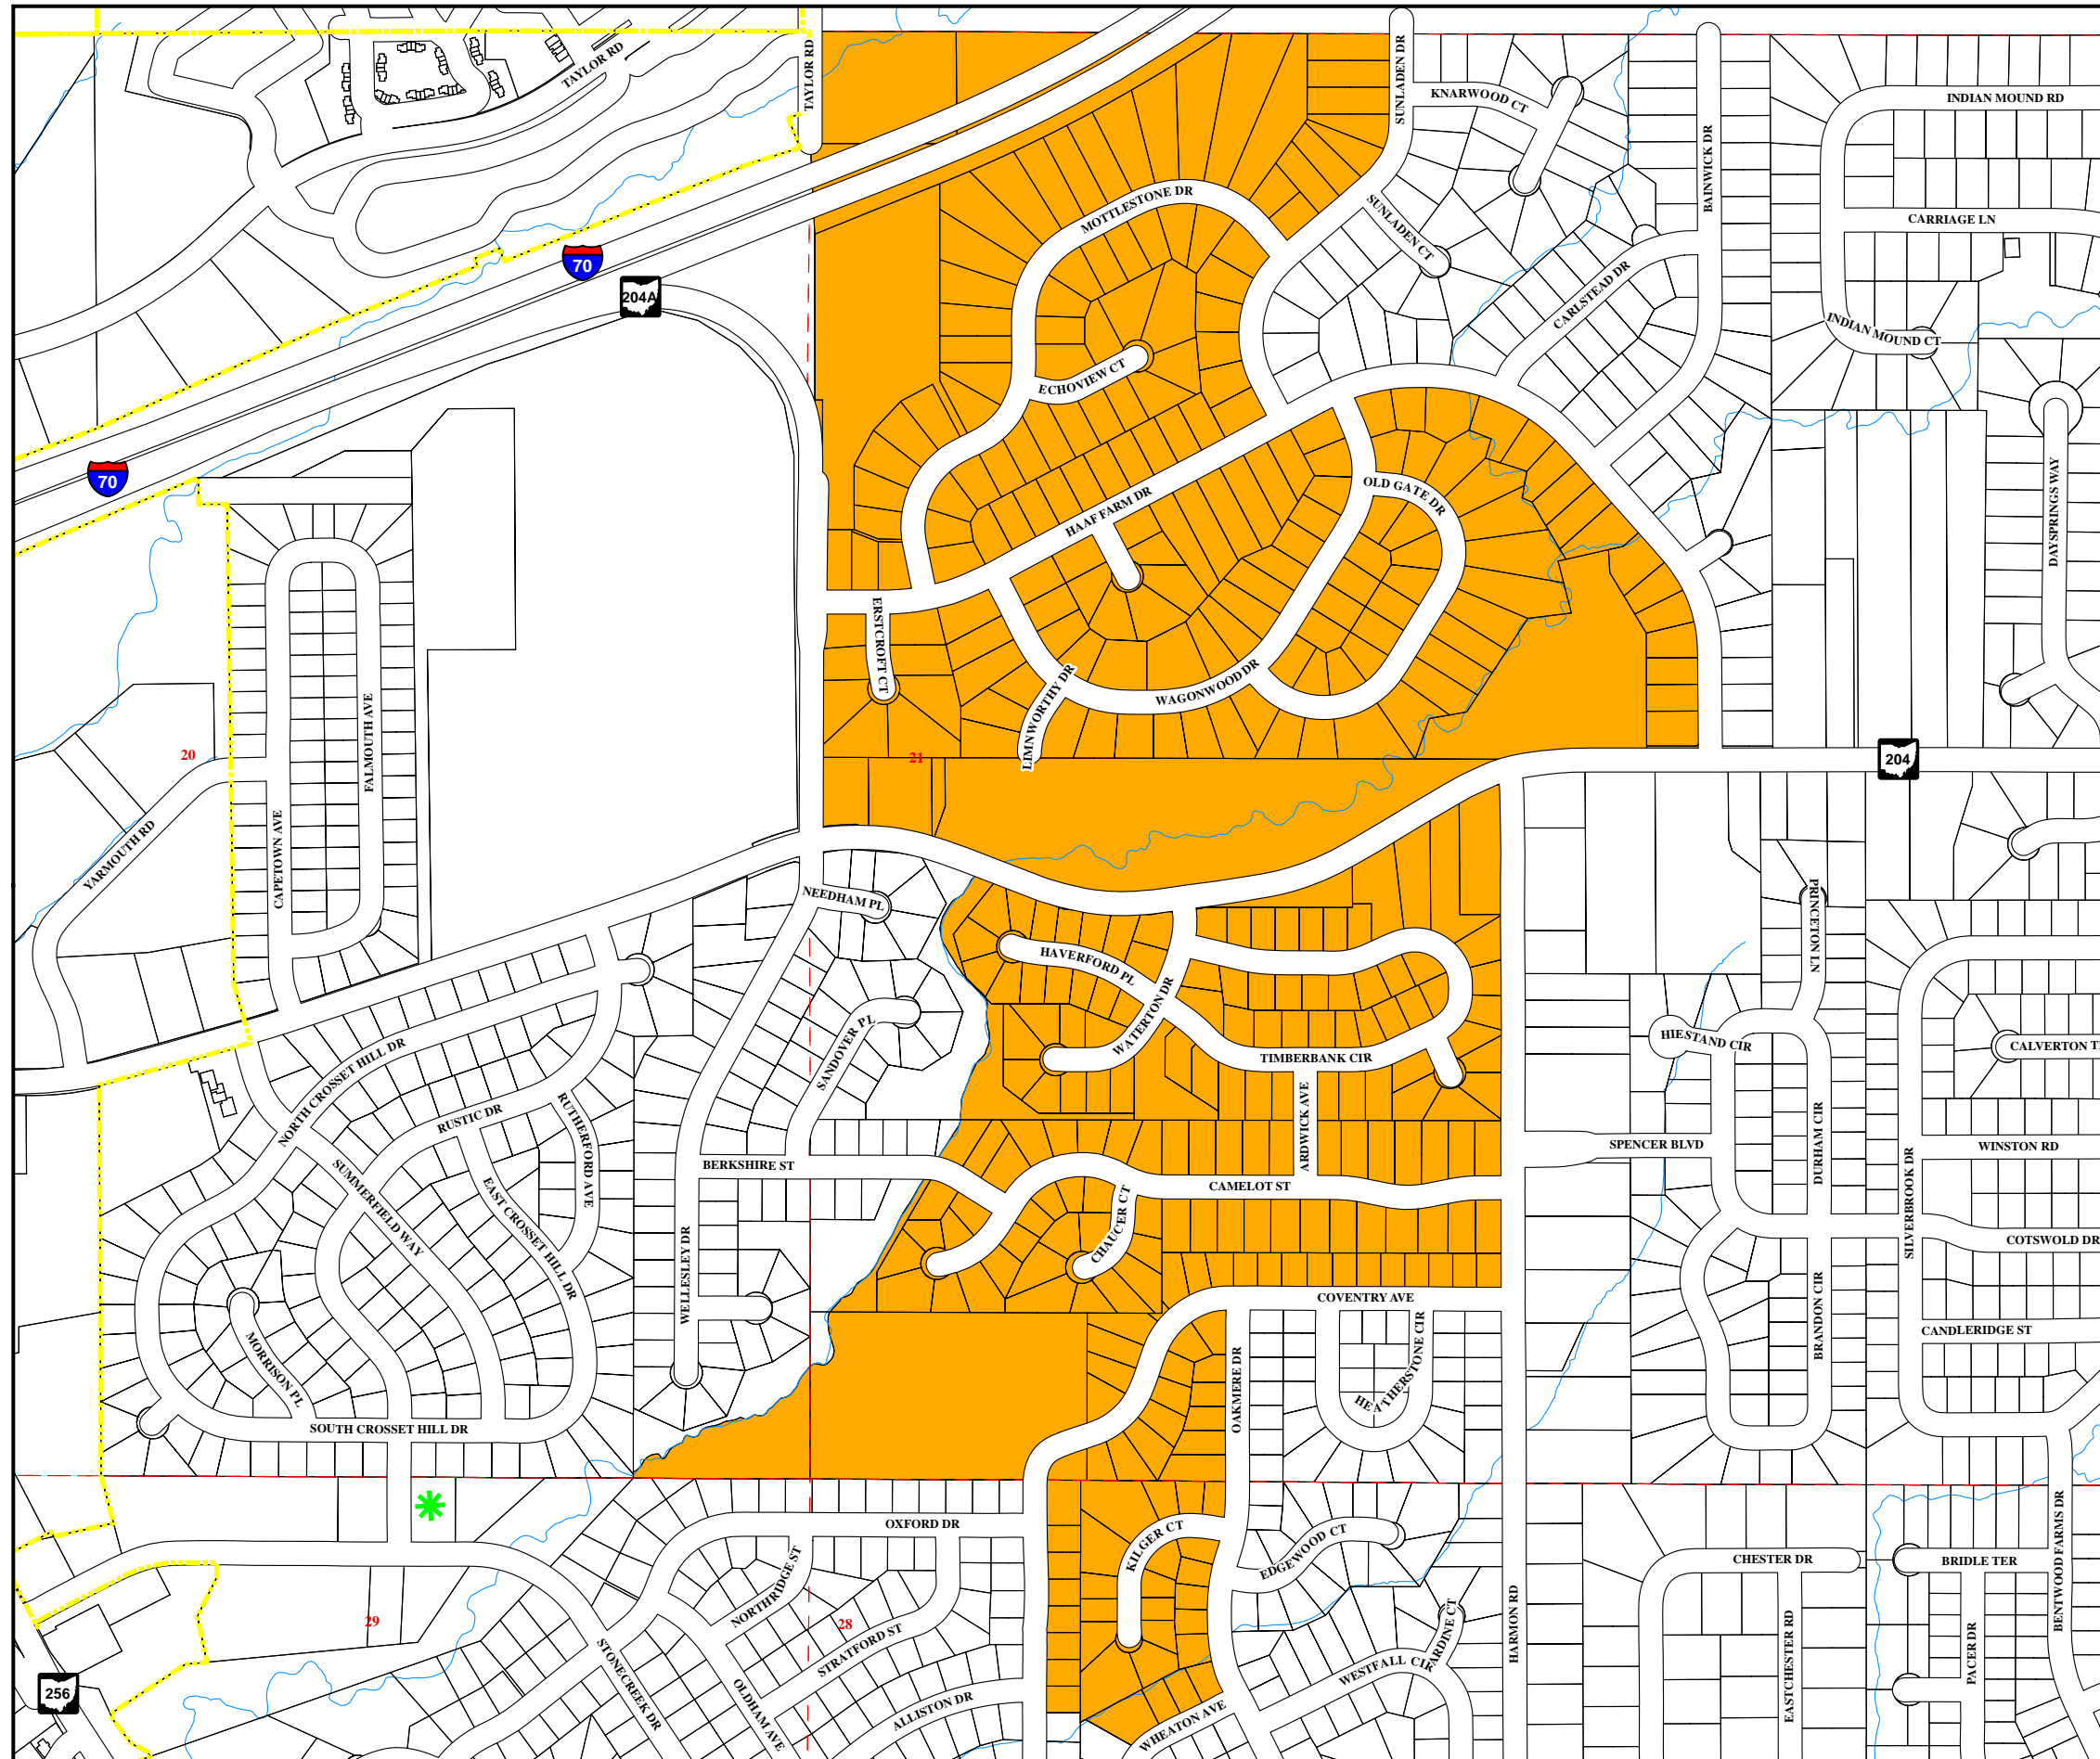 TAYLOR RD
TAYLOR RD
SUNLADEN DR
KNARWOOD CT
BAINWICK DR
INDIAN MOUND RD
MOTTLESTONE DR
SUNLADEN CT
CARRIAGE LN
70
204A
CARLSTEAD DR
INDIAN MOUND CT
ECHOVIEW CT
70
HAAF FARM DR
OLD GATE DR
DAYSPRINGS WAY
ERSTCROFT CT
LIMNWORTHY DR
WAGONWOOD DR
FALMOUTH AVE
20
21
204
YARMOUTH RD
CAPETOWN AVE
NEEDHAM PL
PRINCETON LN
HAVERFORD PL
WATERTON DR
SANDOVER PL
NORTH CROSSET HILL DR
TIMBERBANK CIR
HIESTAND CIR
CALVERTON T
RUSTIC DR
RUTHERFORD AVE
ARDWICK AVE
DURHAM CIR
SPENCER BLVD
WINSTON RD
BERKSHIRE ST
SUMMERFIELD WAY
EAST CROSSET HILL DR
CAMELOT ST
CHAUCER CT
SILVERBROOK DR
COTSWOLD DR
WELLESLEY DR
COVENTRY AVE
BRANDON CIR
CANDLERIDGE ST
MORRISON PL
OAKMERE DR
HEATHERSTONE CIR
SOUTH CROSSET HILL DR
OXFORD DR
KILGER CT
EDGEWOOD CT
BENTWOOD FARMS DR
CHESTER DR
BRIDLE TER
NORTHRIDGE ST
29
28
STRATFORD ST
HARMON RD
ARDINE CT
WESTFALL CIR
EASTCHESTER RD
PACER DR
STONECREEK DR
OLDHAM AVE
ALLISTON DR
WHEATON AVE
256